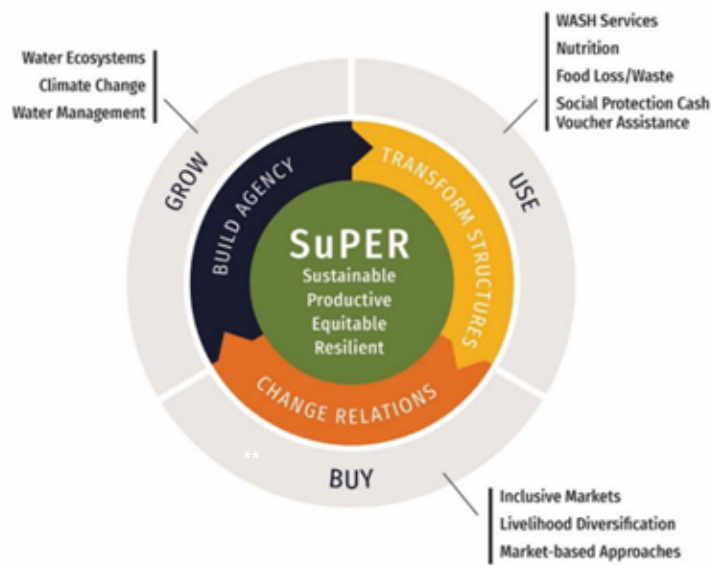 Water Ecosystems
Climate Change
Water Management
WASH Services
Nutrition
Food Loss/Waste
Social Protection Cash
Voucher Assistance
GROW
USE
BUILD AGENCY
TRANSFORM STRUCTURES
SuPER
Sustainable
Productive
Equitable
Resilient
CHANGE RELATIONS
**
BUY
Inclusive Markets
Livelihood Diversification
Market-based Approaches